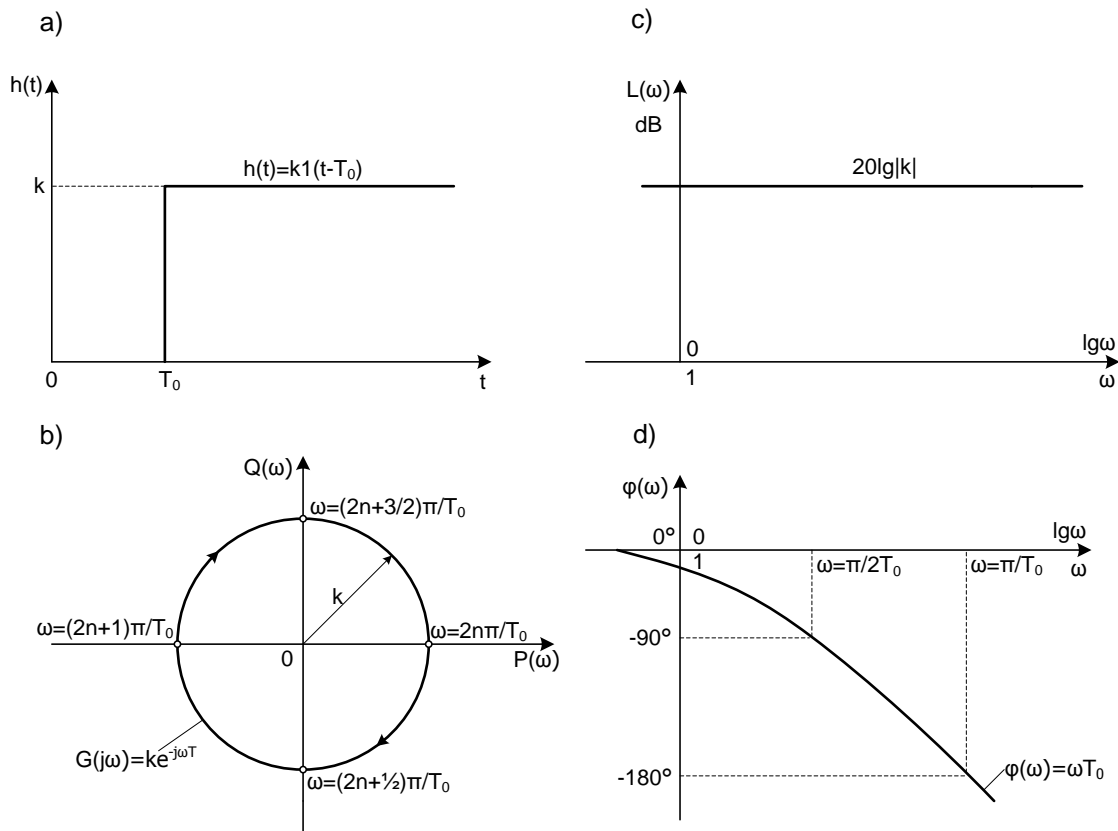 a)
h(t)
h(t)=k1(t-T₀)
k
0
T₀
t
c)
L(ω)
dB
20lg|k|
0
lgω
1
ω
b)
Q(ω)
ω=(2n+3/2)π/T₀
k
ω=(2n+1)π/T₀
ω=2nπ/T₀
0
P(ω)
G(jω)=ke^-jωT
ω=(2n+½)π/T₀
d)
φ(ω)
0°
0
lgω
1
ω=π/2T₀
ω=π/T₀
ω
-90°
-180°
φ(ω)=ωT₀